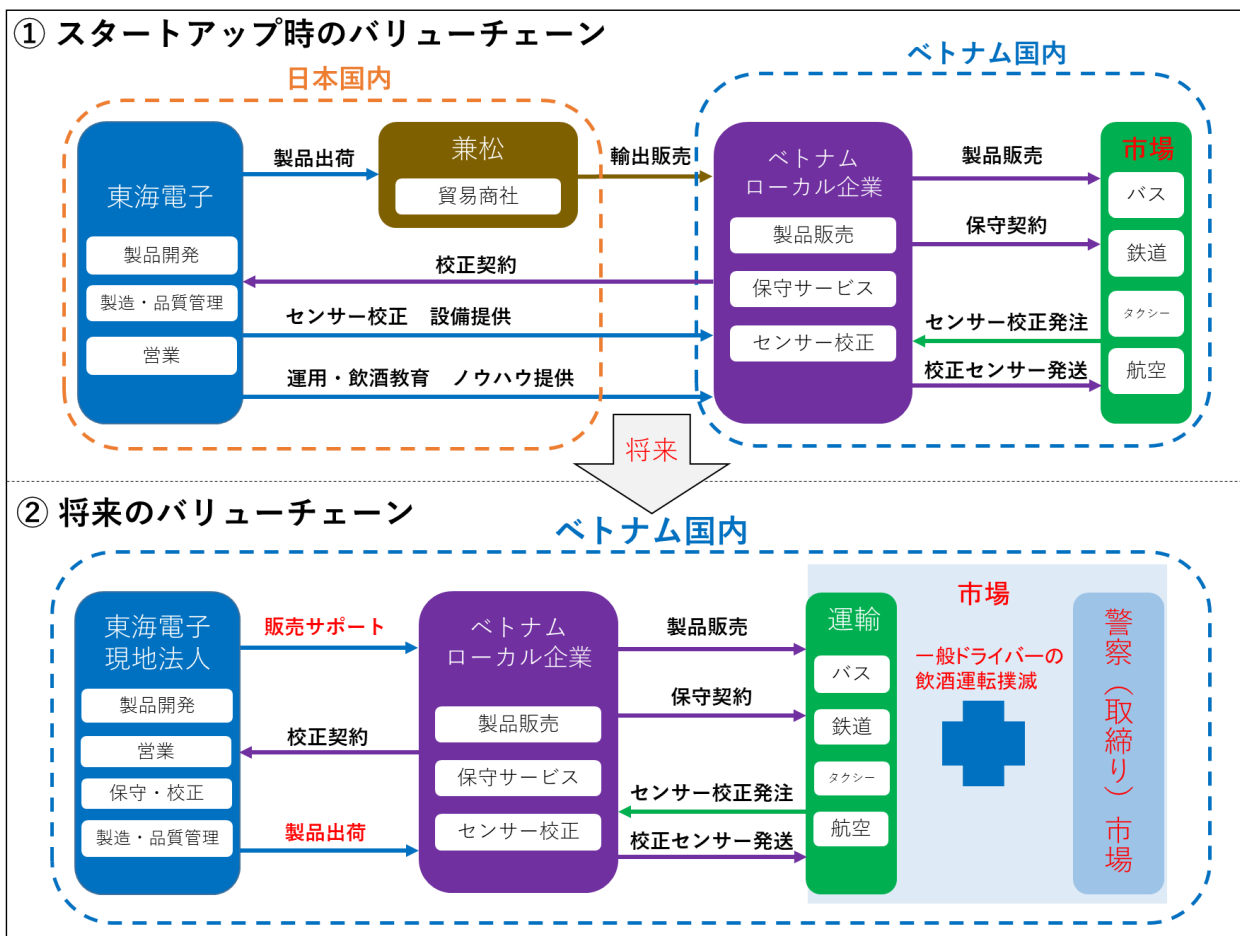 ① スタートアップ時のバリューチェーン
日本国内
ベトナム国内
東海電子
製品開発
製造・品質管理
営業
製品出荷
兼松
貿易商社
輸出販売
校正契約
センサー校正　設備提供
運用・飲酒教育　ノウハウ提供
ベトナム
ローカル企業
製品販売
保守サービス
センサー校正
製品販売
保守契約
センサー校正発注
校正センサー発送
市場
バス
鉄道
タクシー
航空
将来
② 将来のバリューチェーン
ベトナム国内
東海電子
現地法人
製品開発
営業
保守・校正
製造・品質管理
販売サポート
校正契約
製品出荷
ベトナム
ローカル企業
製品販売
保守サービス
センサー校正
製品販売
保守契約
センサー校正発注
校正センサー発送
運輸
バス
鉄道
タクシー
航空
市場
一般ドライバーの
飲酒運転撲滅
警察（取締り）市場